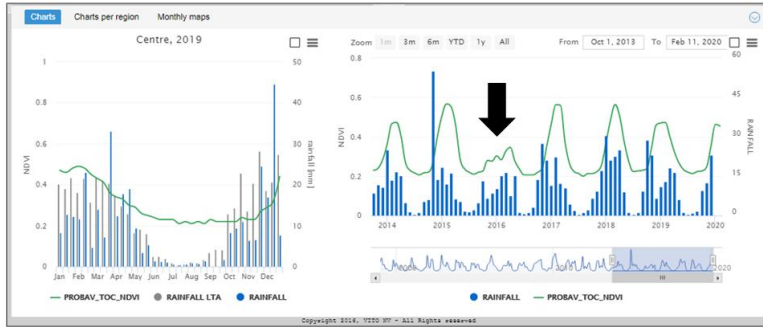 Charts Charts per region Monthly maps
Centre, 2019
Zoom 1m 3m 6m YTD 1y All From Oct 1, 2013 To Feb 11, 2020
1
0.8
0.6
0.4
0.2
0
NDVI
50
40
30
20
10
0
rainfall [mm]
Jan Feb Mar Apr May Jun Jul Aug Sep Oct Nov Dec
PROBAV_TOC_NDVI RAINFALL LTA RAINFALL
0.8
0.6
0.4
0.2
0
NDVI
60
45
30
15
0
RAINFALL
2014 2015 2016 2017 2018 2019 2020
2000 2010 2020
RAINFALL PROBAV_TOC_NDVI
Copyright 2016, VITO NV - All Rights reserved